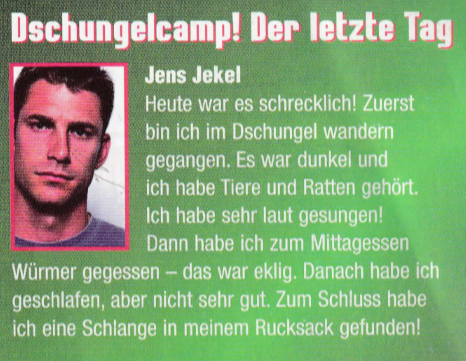 Dschungelcamp! Der letzte Tag
Jens Jekel
Heute war es schrecklich! Zuerst
bin ich im Dschungel wandern
gegangen. Es war dunkel und
ich habe Tiere und Ratten gehört.
Ich habe sehr laut gesungen!
Dann habe ich zum Mittagessen
Würmer gegessen – das war eklig. Danach habe ich
geschlafen, aber nicht sehr gut. Zum Schluss habe
ich eine Schlange in meinem Rucksack gefunden!